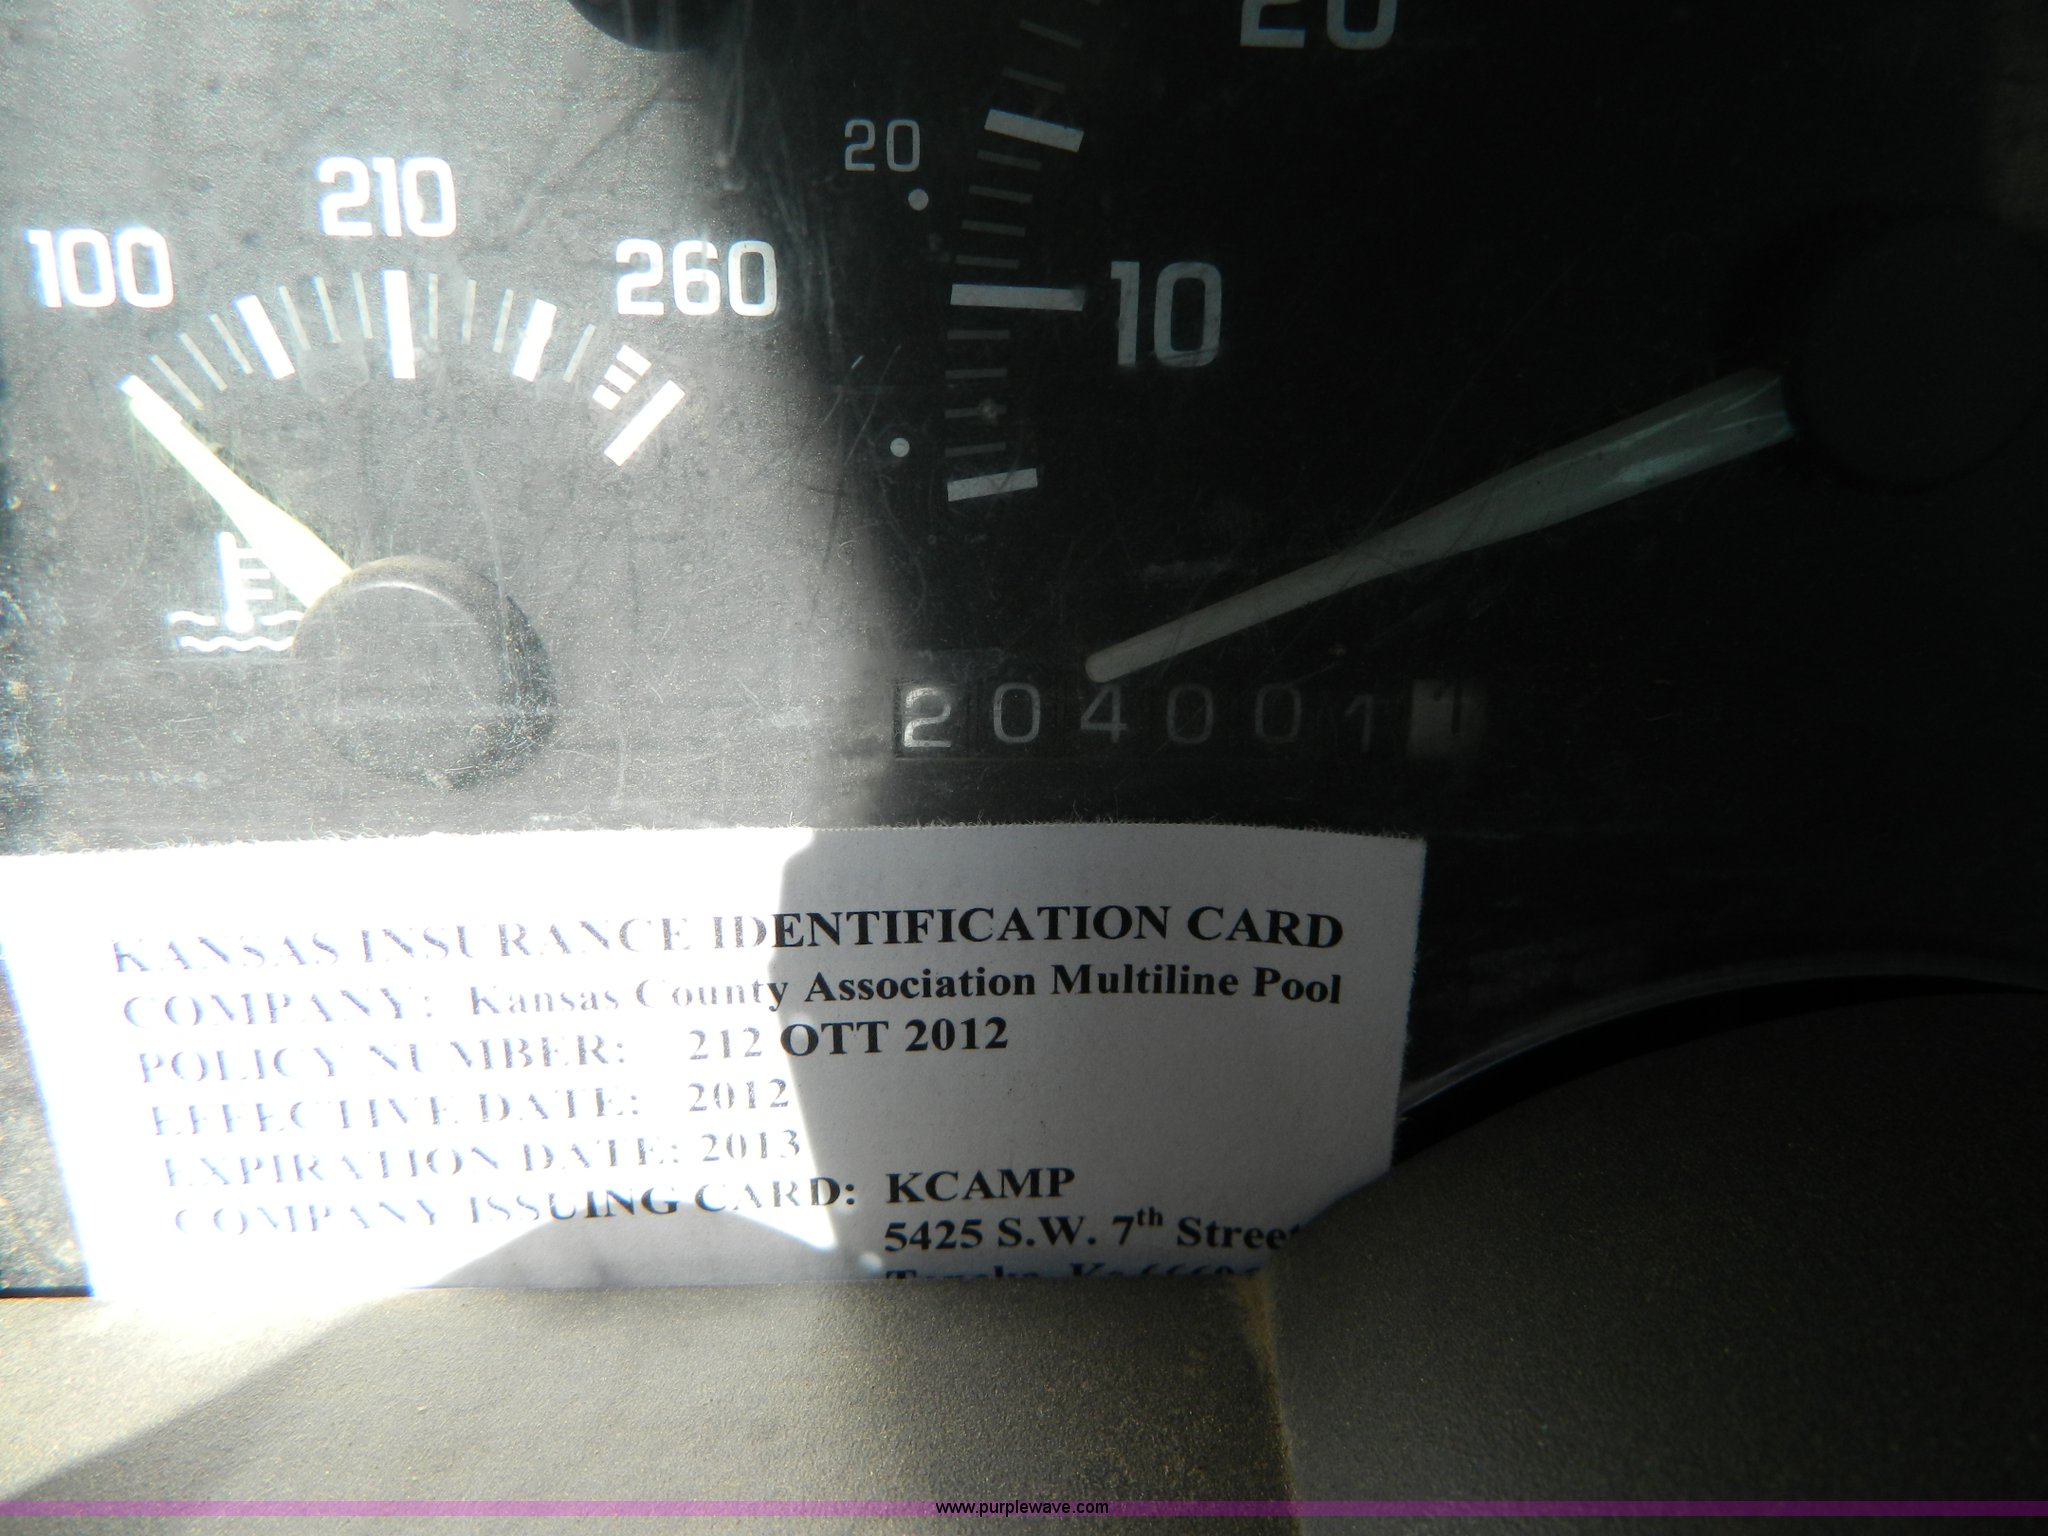 20
20
210
100
260
10
204001 1
KANSAS INSURANCE IDENTIFICATION CARD
COMPANY: Kansas County Association Multiline Pool
POLICY NUMBER: 212 OTT 2012
EFFECTIVE DATE: 2012
EXPIRATION DATE: 2013
COMPANY ISSUING CARD: KCAMP
5425 S.W. 7th Street
www.purplewave.com